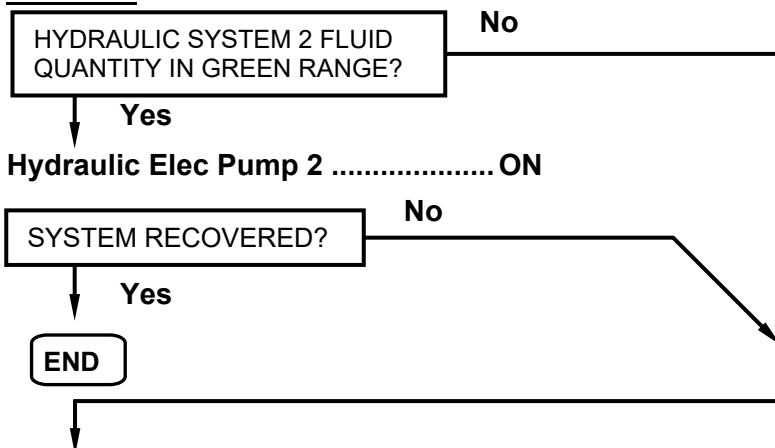 HYDRAULIC SYSTEM 2 FLUID
QUANTITY IN GREEN RANGE?
No
Yes
Hydraulic Elec Pump 2 .................... ON
SYSTEM RECOVERED?
No
Yes
END